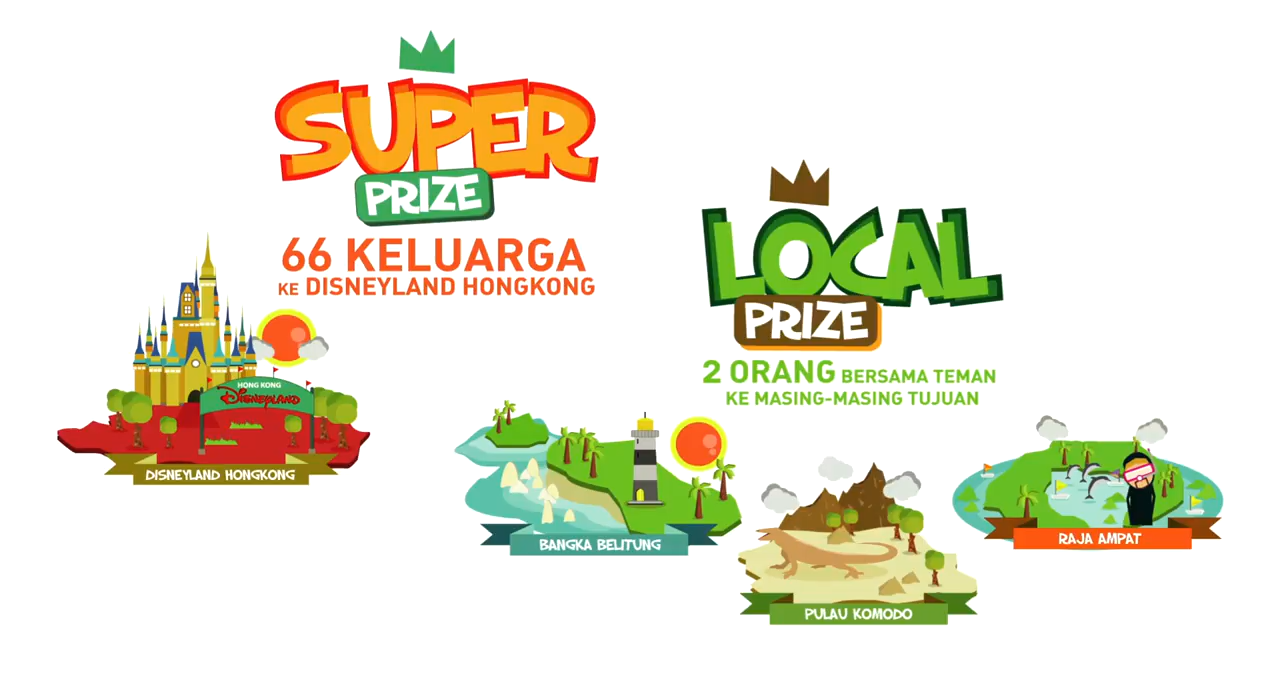 SUPER
PRIZE
66 KELUARGA
KE DISNEYLAND HONGKONG
HONG KONG
DISNEYLAND
DISNEYLAND HONGKONG
LOCAL
PRIZE
2 ORANG BERSAMA TEMAN
KE MASING-MASING TUJUAN
BANGKA BELITUNG
PULAU KOMODO
RAJA AMPAT